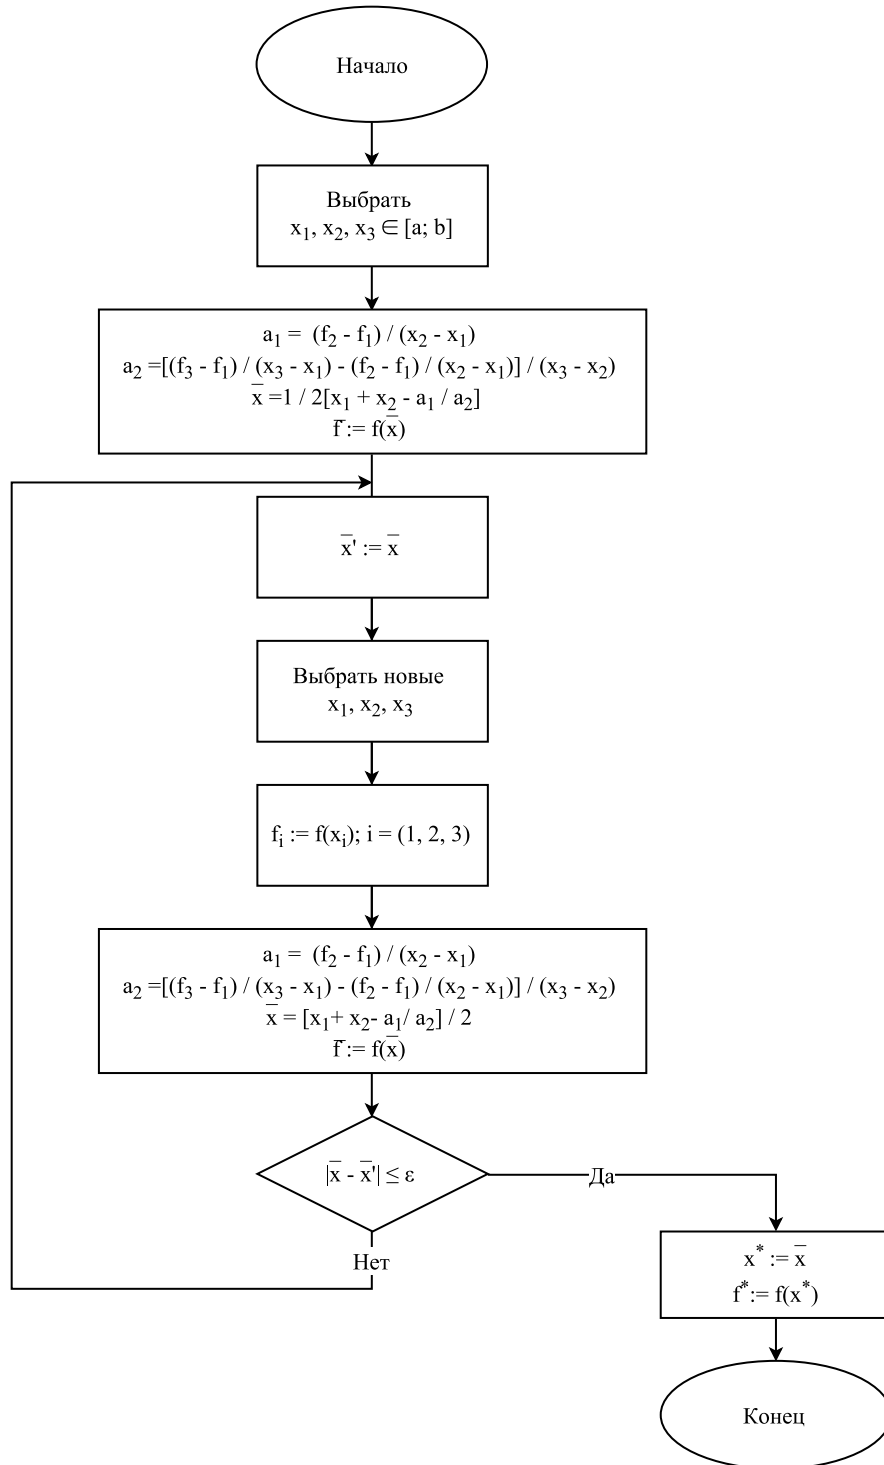 Начало
Выбрать
x₁, x₂, x₃ ∈ [a; b]
a₁ = (f₂ - f₁) / (x₂ - x₁)
a₂ =[(f₃ - f₁) / (x₃ - x₁) - (f₂ - f₁) / (x₂ - x₁)] / (x₃ - x₂)
x̅ =1 / 2[x₁ + x₂ - a₁ / a₂]
f̅ := f(x̅)
x̅' := x̅
Выбрать новые
x₁, x₂, x₃
fᵢ := f(xᵢ); i = (1, 2, 3)
a₁ = (f₂ - f₁) / (x₂ - x₁)
a₂ =[(f₃ - f₁) / (x₃ - x₁) - (f₂ - f₁) / (x₂ - x₁)] / (x₃ - x₂)
x̅ = [x₁+ x₂- a₁/ a₂] / 2
f̅ := f(x̅)
|x̅ - x̅'| ≤ ε
Да
Нет
x* := x̅
f*:= f(x*)
Конец